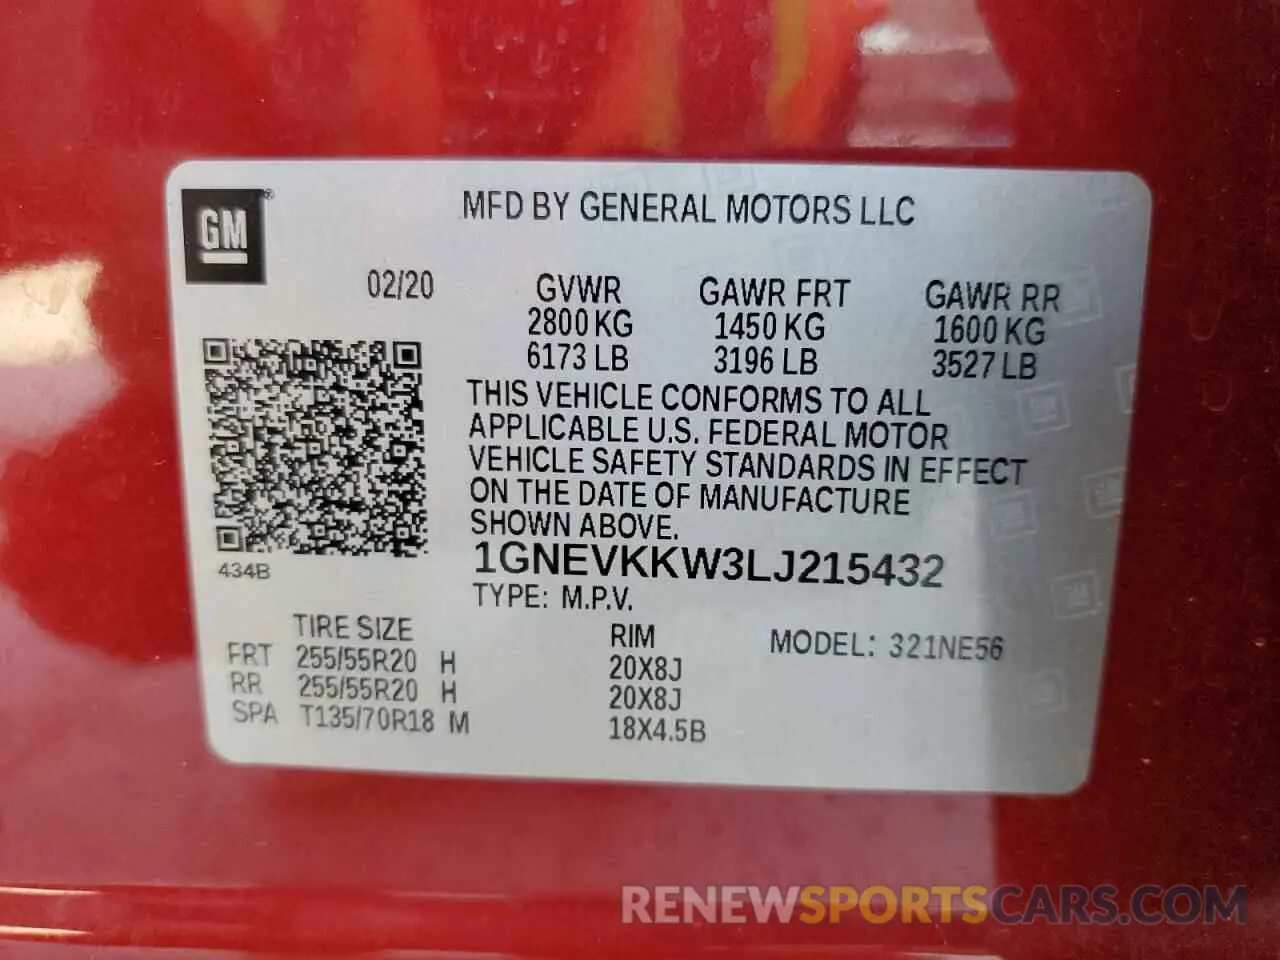 GM®
MFD BY GENERAL MOTORS LLC
02/20 GVWR GAWR FRT GAWR RR
2800 KG 1450 KG 1600 KG
6173 LB 3196 LB 3527 LB
THIS VEHICLE CONFORMS TO ALL
APPLICABLE U.S. FEDERAL MOTOR
VEHICLE SAFETY STANDARDS IN EFFECT
ON THE DATE OF MANUFACTURE
SHOWN ABOVE.
434B
1GNEVKKW3LJ215432
TYPE: M.P.V.
TIRE SIZE RIM MODEL: 321NE56
FRT 255/55R20 H 20X8J
RR 255/55R20 H 20X8J
SPA T135/70R18 M 18X4.5B
RENEWSPORTSCARS.COM